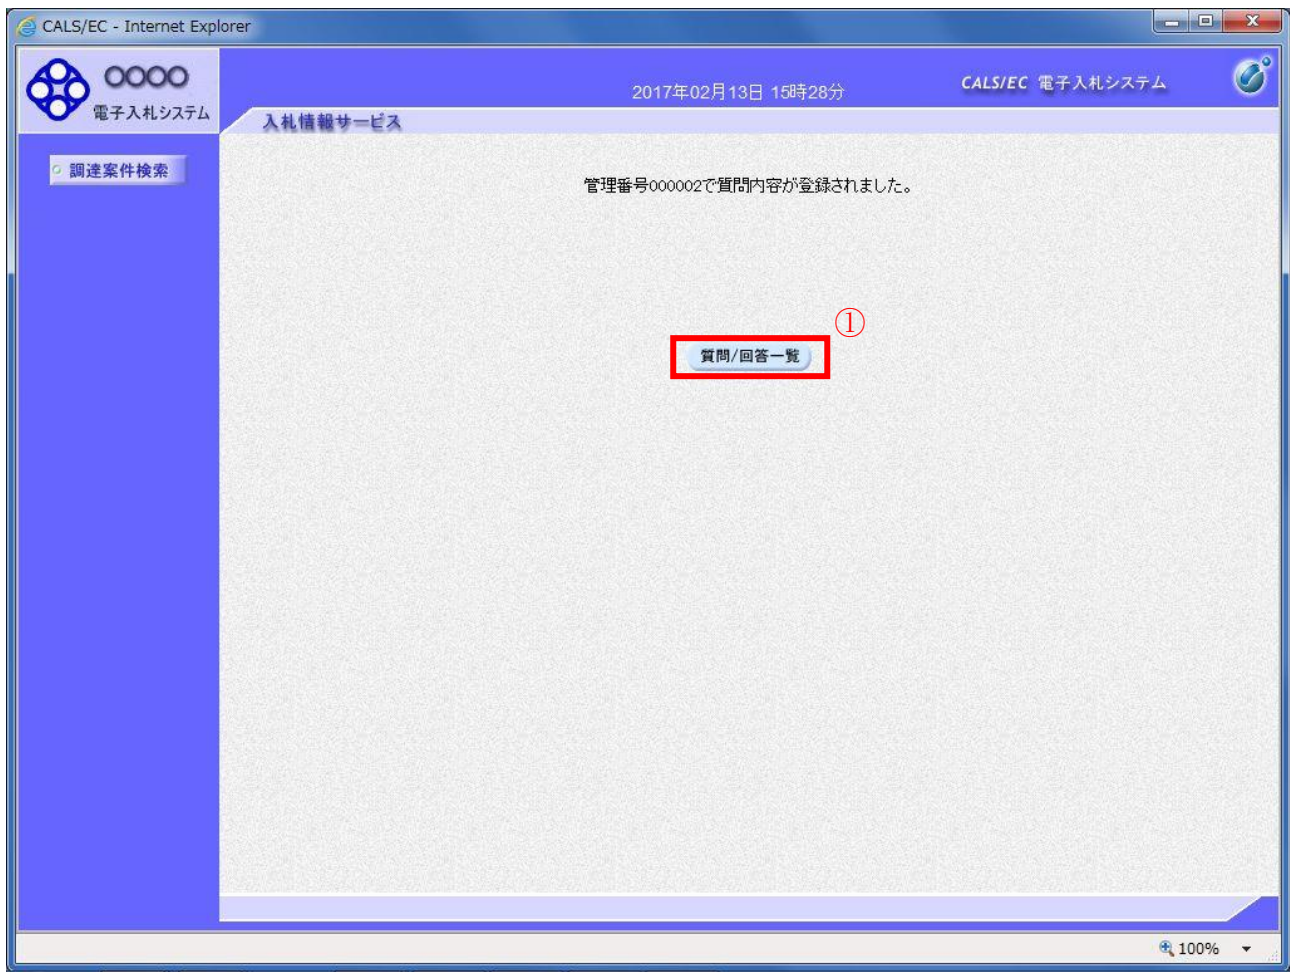 CALS/EC - Internet Explorer
〇〇〇〇
電子入札システム
2017年02月13日 15時28分
CALS/EC 電子入札システム
入札情報サービス
調達案件検索
管理番号000002で質問内容が登録されました。
①
質問/回答一覧
100%